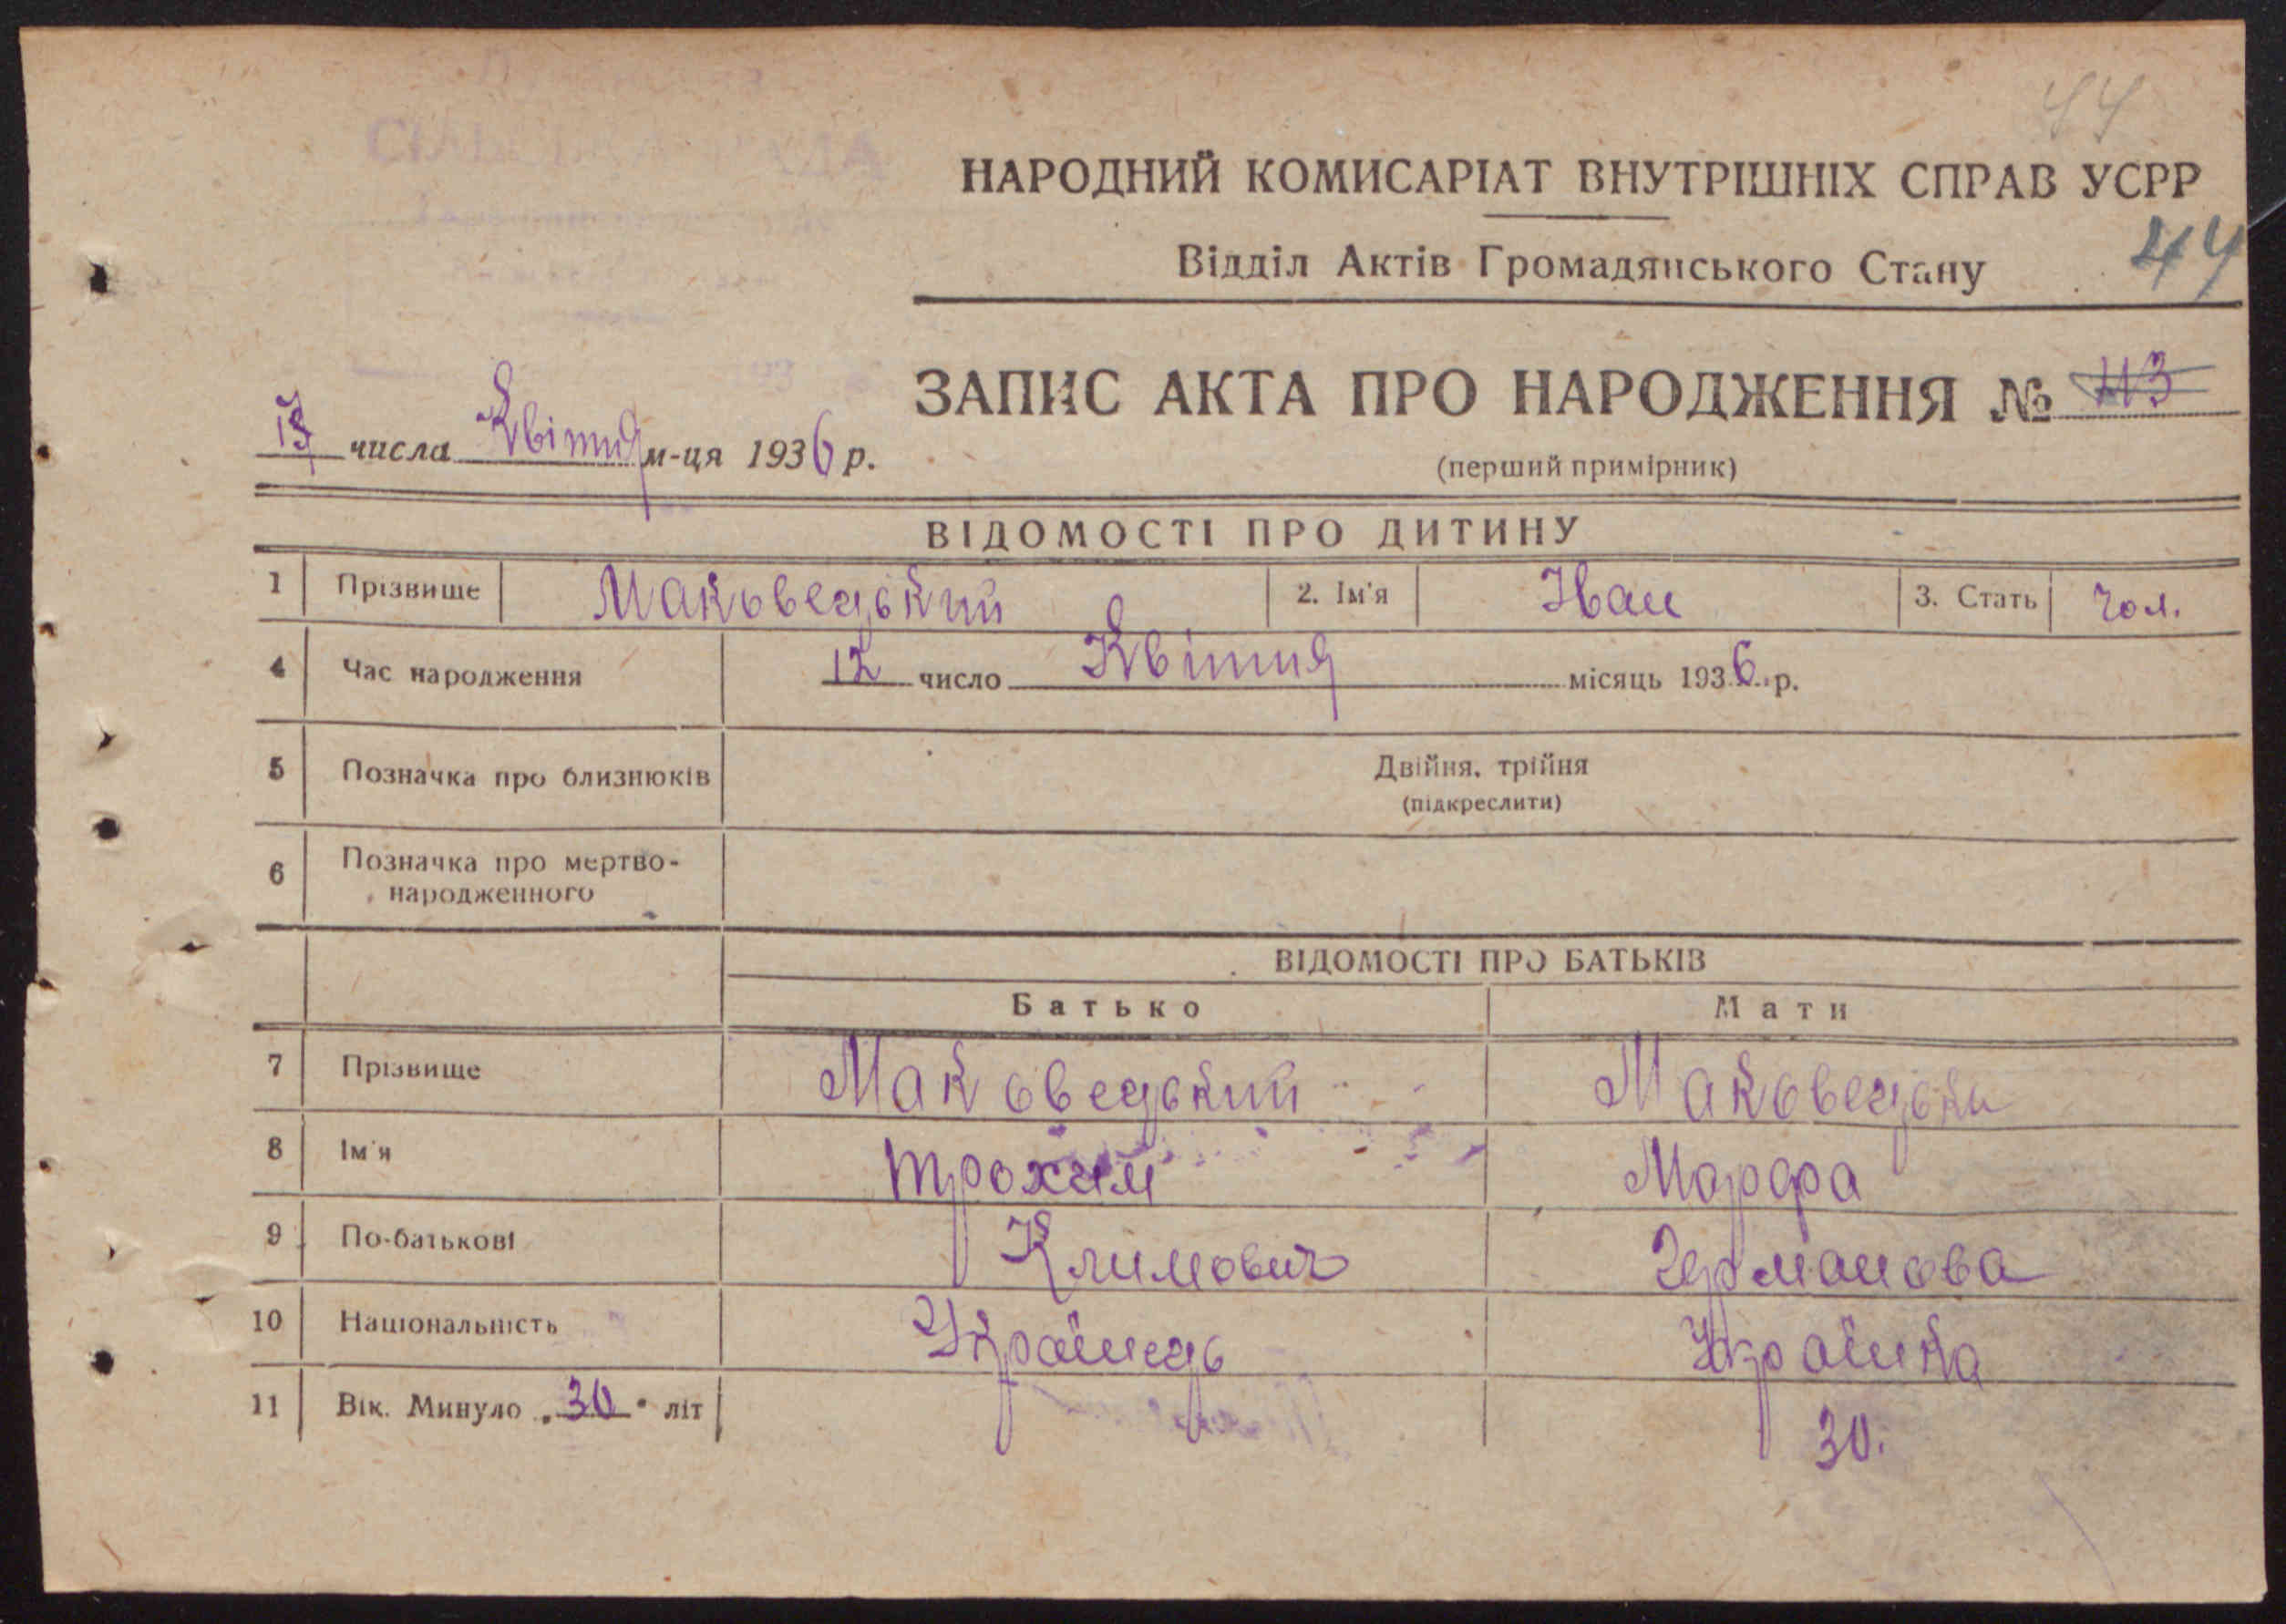 44
НАРОДНИЙ КОМИСАРІАТ ВНУТРІШНІХ СПРАВ УСРР
Відділ Актів Громадянського Стану 44
ЗАПИС АКТА ПРО НАРОДЖЕННЯ № 43
числа Квітня м-ця 1936 р.
(перший примірник)
ВІДОМОСТІ ПРО ДИТИНУ
1 Прізвище Маковецький 2. Ім'я Іван 3. Стать Чол.
4 Час народження 12 число Квітня місяць 1936 р.
5 Позначка про близнюків Двійня, трійня
(підкреслити)
6 Позначка про мертво-
народженного
ВІДОМОСТІ ПРО БАТЬКІВ
Батько Мати
7 Прізвище Маковецький Маковецька
8 Ім'я Трохим Марфа
9 По-батькові Климович Германова
10 Національність Українець Українка
11 Вік. Минуло „30" літ 30.